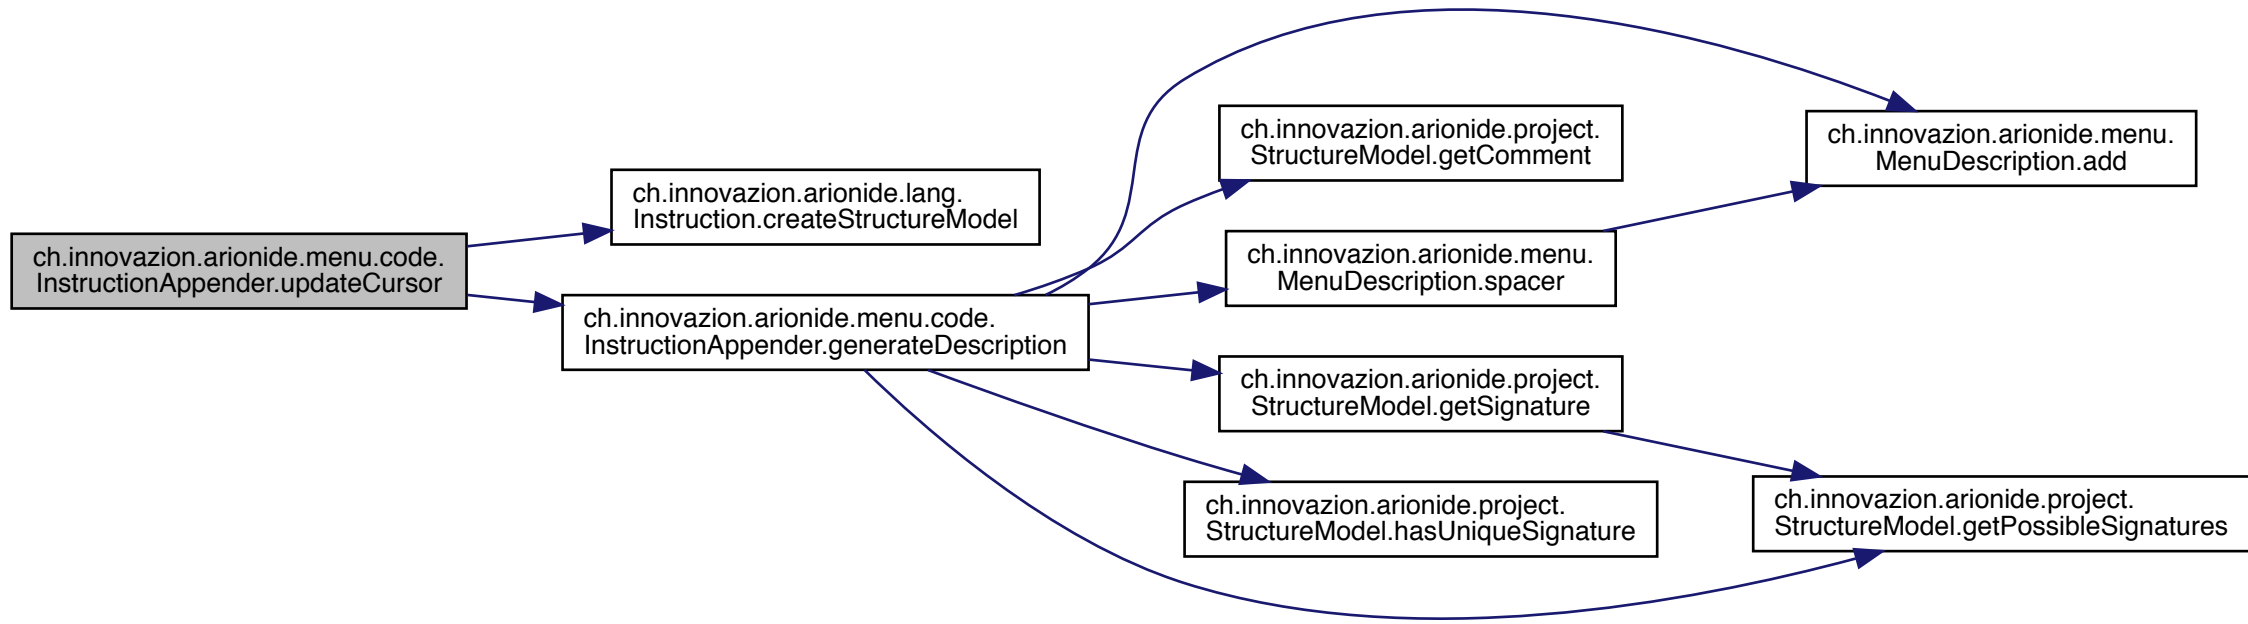 ch.innovazion.arionide.menu.code.
InstructionAppender.updateCursor
ch.innovazion.arionide.lang.
Instruction.createStructureModel
ch.innovazion.arionide.menu.code.
InstructionAppender.generateDescription
ch.innovazion.arionide.project.
StructureModel.getComment
ch.innovazion.arionide.menu.
MenuDescription.spacer
ch.innovazion.arionide.project.
StructureModel.getSignature
ch.innovazion.arionide.project.
StructureModel.hasUniqueSignature
ch.innovazion.arionide.menu.
MenuDescription.add
ch.innovazion.arionide.project.
StructureModel.getPossibleSignatures